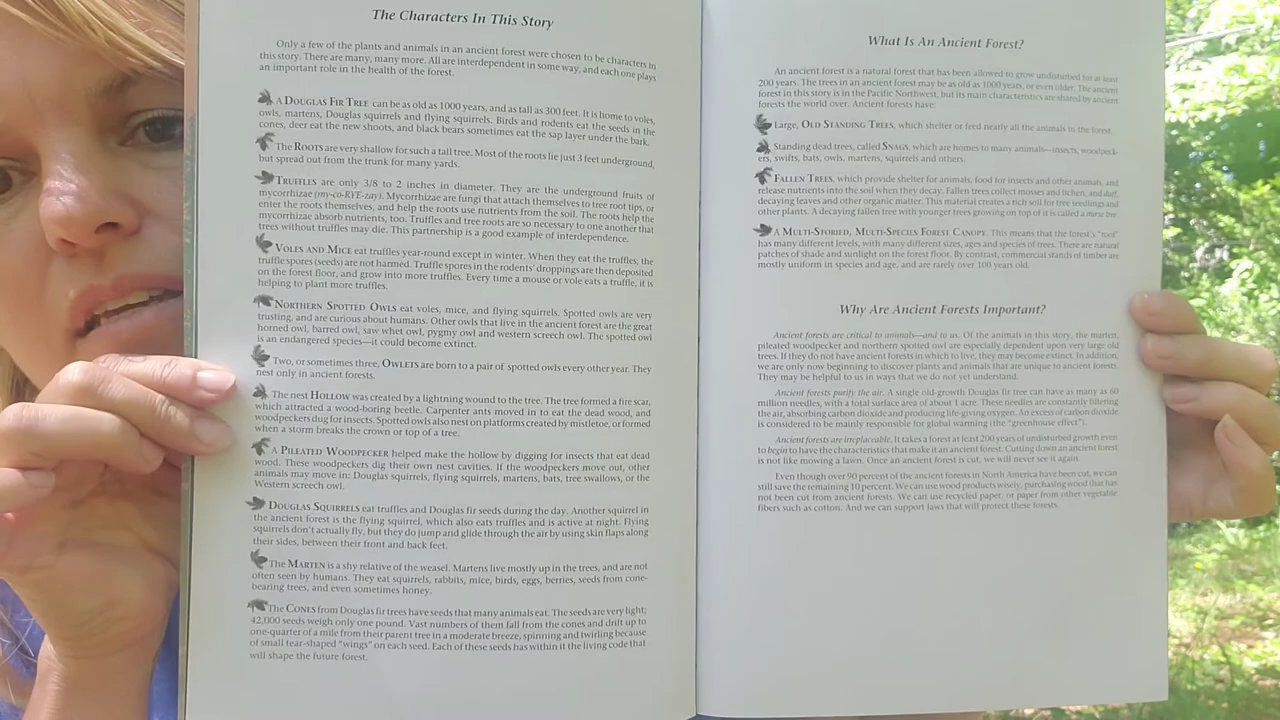 The Characters In This Story
Only a few of the plants and animals in an ancient forest were chosen to be characters in
this story. There are many, many more. All are interdependent in some way, and each one plays
an important role in the health of the forest.
A DOUGLAS FIR TREE can be as old as 1000 years, and as tall as 300 feet. It is home to voles,
owls, martens, Douglas squirrels and flying squirrels. Birds and rodents eat the seeds in the
cones, deer eat the new shoots, and black bears sometimes eat the sap layer under the bark.
The ROOTS are very shallow for such a tall tree. Most of the roots lie just 3 feet underground,
but spread out from the trunk for many yards.
TRUFFLES are only 3/8 to 2 inches in diameter. They are the underground fruits of
mycorrhizae (my-co-RYE-zay). Mycorrhizae are fungi that attach themselves to tree root tips, or
enter the roots themselves, and help the roots use nutrients from the soil. The roots help the
mycorrhizae absorb nutrients, too. Truffles and tree roots are so necessary to one another that
trees without truffles may die. This partnership is a good example of interdependence.
VOLES AND MICE eat truffles year-round except in winter. When they eat the truffles, the
truffle spores (seeds) are not harmed. Truffle spores in the rodents' droppings are then deposited
on the forest floor, and grow into more truffles. Every time a mouse or vole eats a truffle, it is
helping to plant more truffles.
NORTHERN SPOTTED OWLS eat voles, mice, and flying squirrels. Spotted owls are very
trusting, and are curious about humans. Other owls that live in the ancient forest are the great
horned owl, barred owl, saw whet owl, pygmy owl and western screech owl. The spotted owl
is an endangered species—it could become extinct.
Two, or sometimes three, OWLETS are born to a pair of spotted owls every other year. They
nest only in ancient forests.
The nest HOLLOW was created by a lightning wound to the tree. The tree formed a fire scar,
which attracted a wood-boring beetle. Carpenter ants moved in to eat the dead wood, and
woodpeckers dug for insects. Spotted owls also nest on platforms created by mistletoe, or formed
when a storm breaks the crown or top of a tree.
A PILEATED WOODPECKER helped make the hollow by digging for insects that eat dead
wood. These woodpeckers dig their own nest cavities. If the woodpeckers move out, other
animals may move in: Douglas squirrels, flying squirrels, martens, bats, tree swallows, or the
Western screech owl.
DOUGLAS SQUIRRELS eat truffles and Douglas fir seeds during the day. Another squirrel in
the ancient forest is the flying squirrel, which also eats truffles and is active at night. Flying
squirrels don't actually fly, but they do jump and glide through the air by using skin flaps along
their sides, between their front and back feet.
The MARTEN is a shy relative of the weasel. Martens live mostly up in the trees, and are not
often seen by humans. They eat squirrels, rabbits, mice, birds, eggs, berries, seeds from cone-
bearing trees, and even sometimes honey.
The CONES from Douglas fir trees have seeds that many animals eat. The seeds are very light;
42,000 seeds weigh only one pound. Vast numbers of them fall from the cones and drift up to
one-quarter of a mile from their parent tree in a moderate breeze, spinning and twirling because
of small tear-shaped "wings" on each seed. Each of these seeds has within it the living code that
will shape the future forest.
What Is An Ancient Forest?
An ancient forest is a natural forest that has been allowed to grow undisturbed for at least
200 years. The trees in an ancient forest may be as old as 1000 years, or even older. The ancient
forest in this story is in the Pacific Northwest, but its main characteristics are shared by ancient
forests the world over. Ancient forests have:
Large, OLD STANDING TREES, which shelter or feed nearly all the animals in the forest.
Standing dead trees, called SNAGS, which are homes to many animals—insects, woodpeck-
ers, swifts, bats, owls, martens, squirrels and others.
FALLEN TREES, which provide shelter for animals, food for insects and other animals, and
release nutrients into the soil when they decay. Fallen trees collect mosses and lichen, and duff,
decaying leaves and other organic matter. This material creates a rich soil for tree seedlings and
other plants. A decaying fallen tree with younger trees growing on top of it is called a nurse tree.
A MULTI-STORIED, MULTI-SPECIES FOREST CANOPY. This means that the forest's "roof"
has many different levels, with many different sizes, ages and species of trees. There are natural
patches of shade and sunlight on the forest floor. By contrast, commercial stands of timber are
mostly uniform in species and age, and are rarely over 100 years old.
Why Are Ancient Forests Important?
Ancient forests are critical to animals—and to us. Of the animals in this story, the marten,
pileated woodpecker and northern spotted owl are especially dependent upon very large old
trees. If they do not have ancient forests in which to live, they may become extinct. In addition,
we are only now beginning to discover plants and animals that are unique to ancient forests.
They may be helpful to us in ways that we do not yet understand.
Ancient forests purify the air. A single old-growth Douglas fir tree can have as many as 60
million needles, with a total surface area of about 1 acre. These needles are constantly filtering
the air, absorbing carbon dioxide and producing life-giving oxygen. An excess of carbon dioxide
is considered to be mainly responsible for global warming (the "greenhouse effect").
Ancient forests are irreplaceable. It takes a forest at least 200 years of undisturbed growth even
to begin to have the characteristics that make it an ancient forest. Cutting down an ancient forest
is not like mowing a lawn. Once an ancient forest is cut, we will never see it again.
Even though over 90 percent of the ancient forests in North America have been cut, we can
still save the remaining 10 percent. We can use wood products wisely, purchasing wood that has
not been cut from ancient forests. We can use recycled paper, or paper from other vegetable
fibers such as cotton. And we can support laws that will protect these forests.